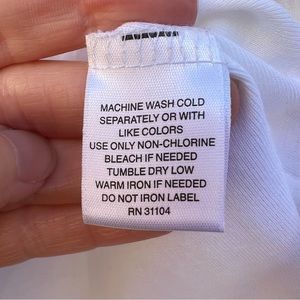 MACHINE WASH COLD
SEPARATELY OR WITH
LIKE COLORS
USE ONLY NON-CHLORINE
BLEACH IF NEEDED
TUMBLE DRY LOW
WARM IRON IF NEEDED
DO NOT IRON LABEL
RN 31104